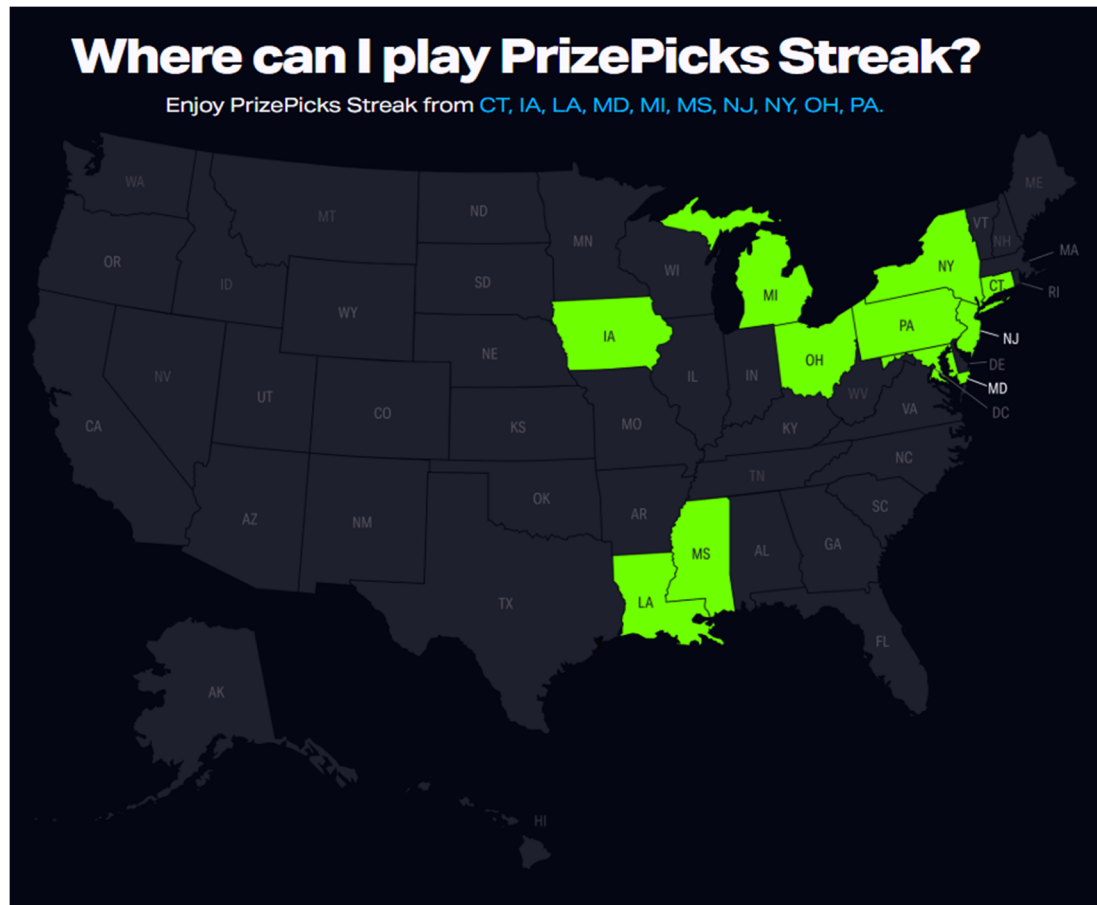 Where can I play PrizePicks Streak?
Enjoy PrizePicks Streak from CT, IA, LA, MD, MI, MS, NJ, NY, OH, PA.
WA
MT
ND
ME
MN
VT
NH
OR
ID
SD
WI
NY
MA
WY
MI
CT
RI
IA
PA
NJ
NE
OH
DE
NV
UT
CO
IL
IN
WV
MD
CA
KS
MO
KY
VA
DC
OK
TN
NC
AZ
NM
AR
SC
MS
AL
GA
TX
LA
FL
AK
HI